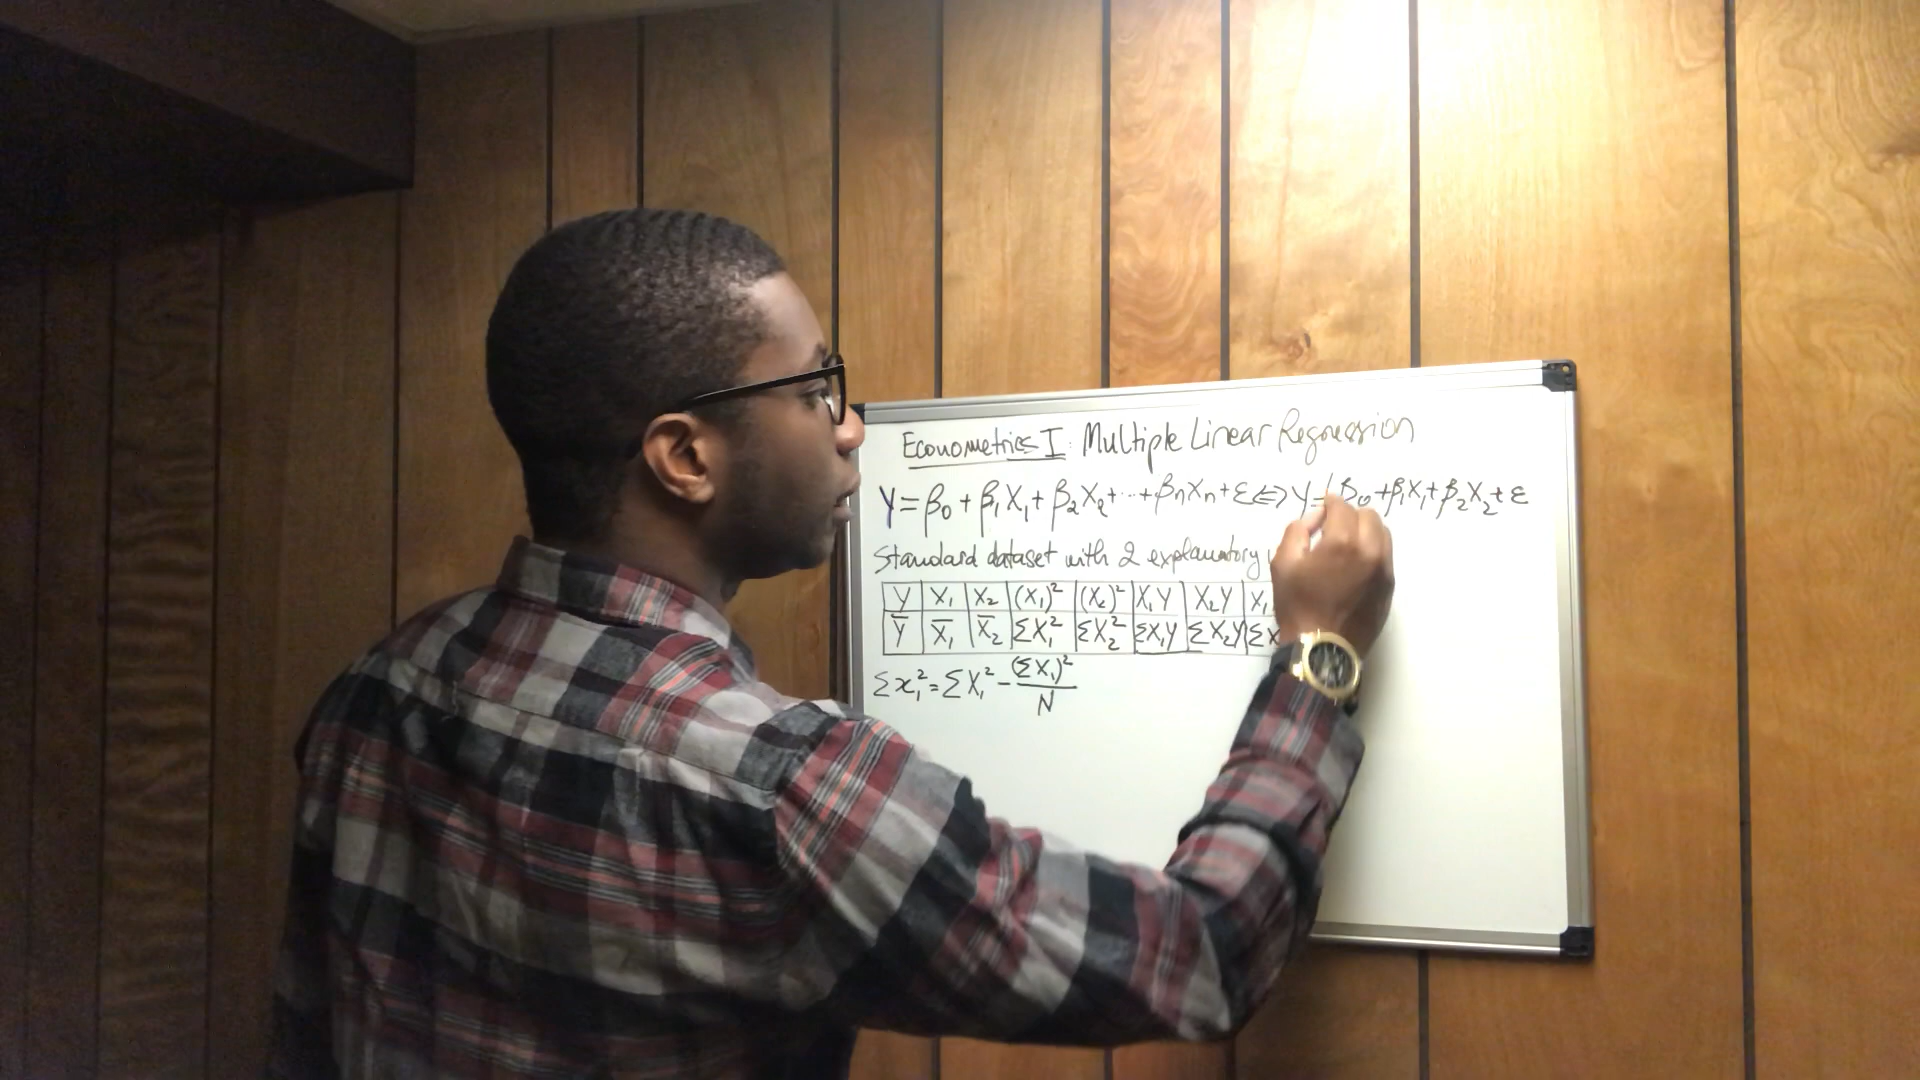 Econometrics I: Multiple Linear Regression
Y = β₀ + β₁X₁ + β₂X₂ + ... + βₙXₙ + ε ⇔ Y = β₀ + β₁X₁ + β₂X₂ + ε
Standard dataset with 2 explanatory
Y X₁ X₂ (X₁)² (X₂)² X₁Y X₂Y X₁
Ȳ X̄₁ X̄₂ ΣX₁² ΣX₂² ΣX₁Y ΣX₂Y ΣX
Σx₁² = ΣX₁² - (ΣX₁)²/N